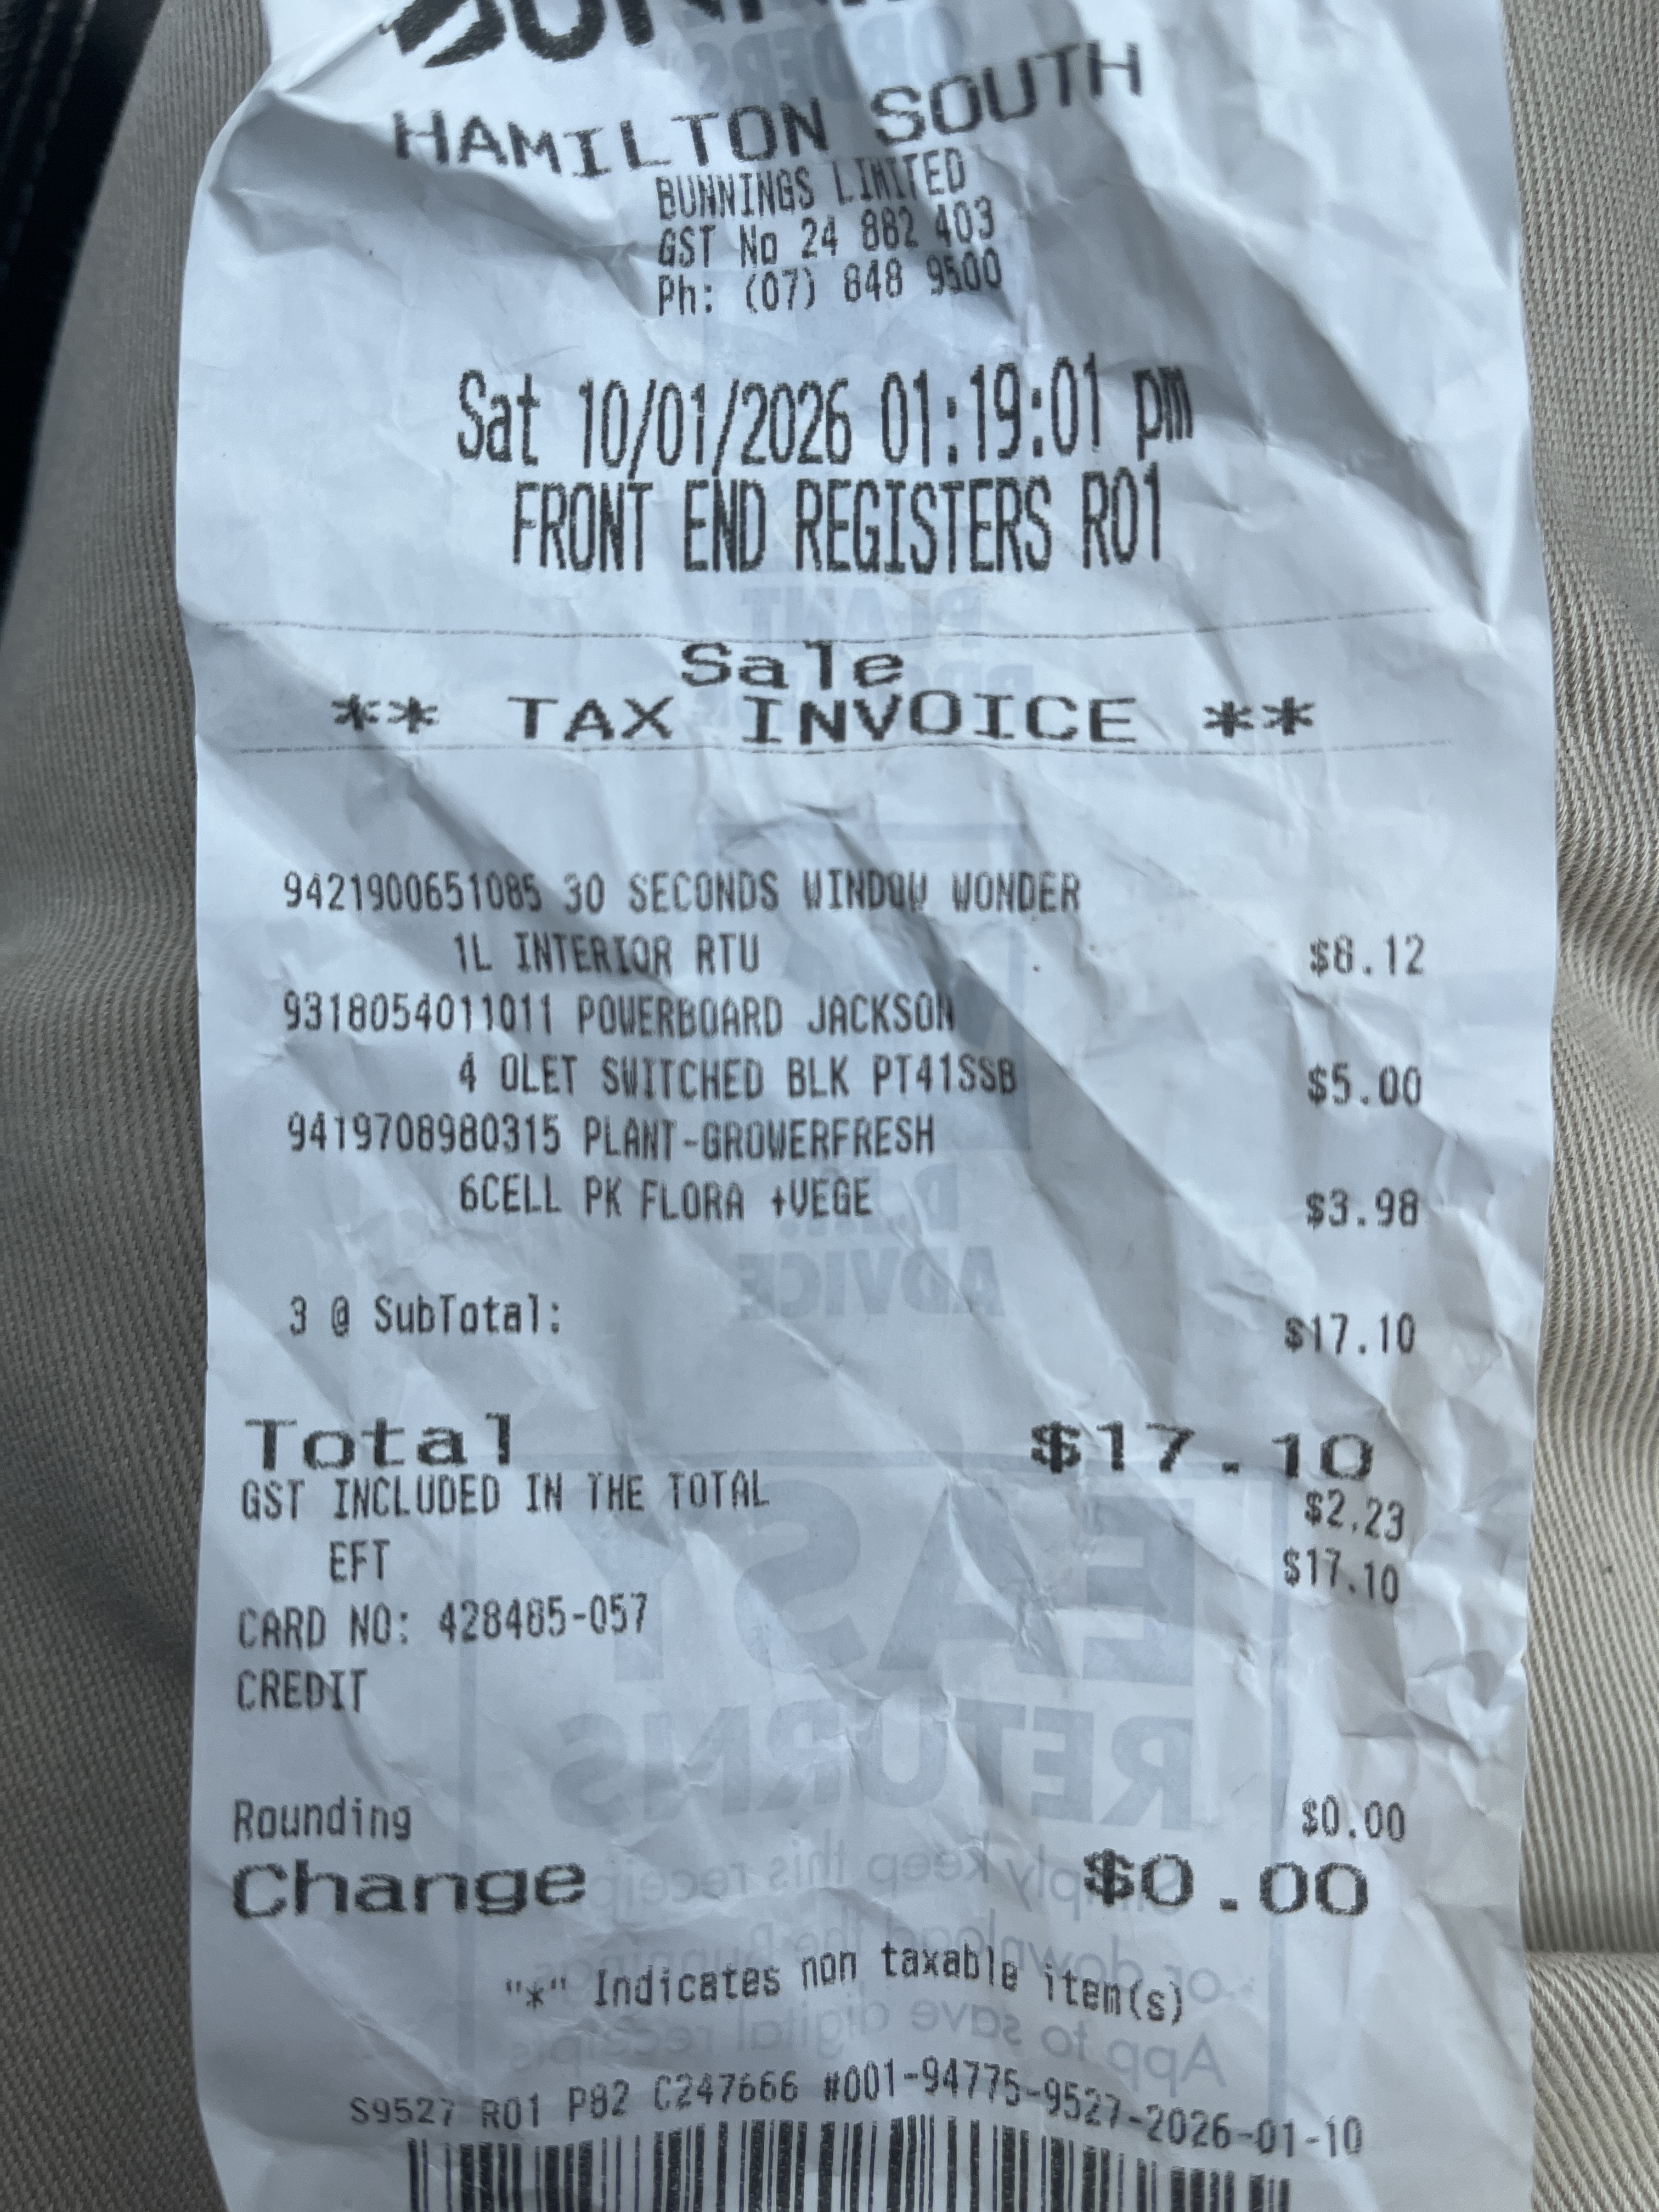 HAMILTON SOUTH
BUNNINGS LIMITED
GST No 24 882 403
Ph: (07) 848 9500
Sat 10/01/2026 01:19:01 pm
FRONT END REGISTERS R01
Sale
** TAX INVOICE **
9421900651085 30 SECONDS WINDOW WONDER
1L INTERIOR RTU $8.12
9318054011011 POWERBOARD JACKSON
4 OLET SWITCHED BLK PT41SSB $5.00
9419708980315 PLANT-GROWERFRESH
6CELL PK FLORA +VEGE $3.98
3 @ SubTotal: $17.10
Total $17.10
GST INCLUDED IN THE TOTAL $2.23
EFT $17.10
CARD NO: 428485-057
CREDIT
Rounding $0.00
Change $0.00
"*" Indicates non taxable item(s)
S9527 R01 P82 C247666 #001-94775-9527-2026-01-10